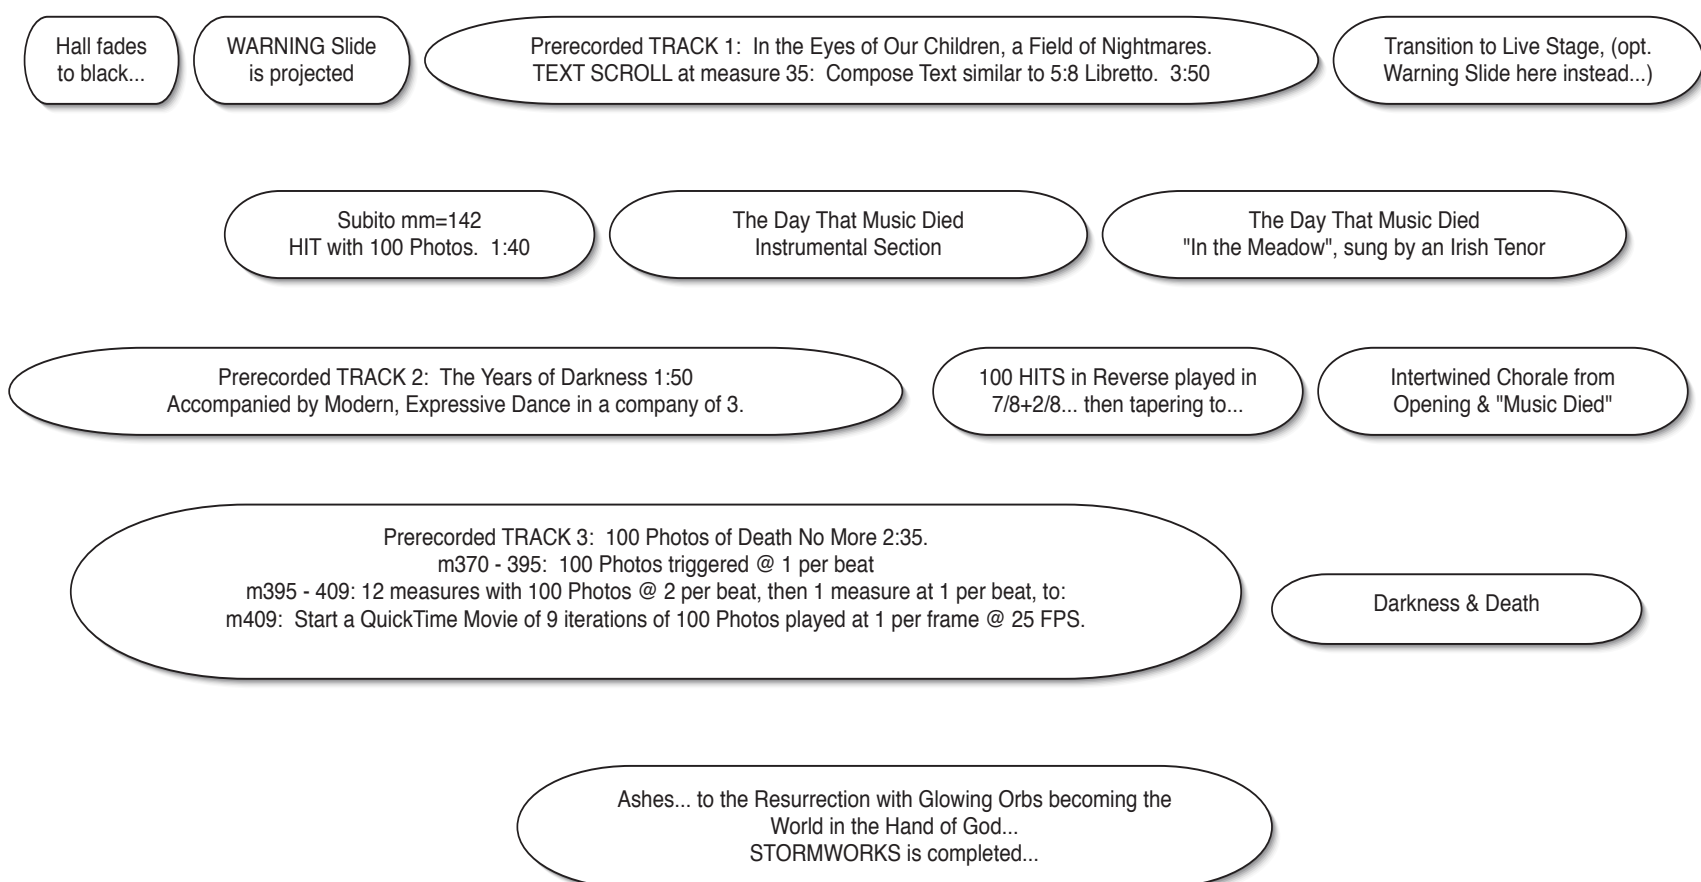 Hall fades
to black...
WARNING Slide
is projected
Prerecorded TRACK 1:  In the Eyes of Our Children, a Field of Nightmares.
TEXT SCROLL at measure 35:  Compose Text similar to 5:8 Libretto.  3:50
Transition to Live Stage, (opt.
Warning Slide here instead...)
Subito mm=142
HIT with 100 Photos.  1:40
The Day That Music Died
Instrumental Section
The Day That Music Died
"In the Meadow", sung by an Irish Tenor
Prerecorded TRACK 2:  The Years of Darkness 1:50
Accompanied by Modern, Expressive Dance in a company of 3.
100 HITS in Reverse played in
7/8+2/8... then tapering to...
Intertwined Chorale from
Opening & "Music Died"
Prerecorded TRACK 3:  100 Photos of Death No More 2:35.
m370 - 395:  100 Photos triggered @ 1 per beat
m395 - 409: 12 measures with 100 Photos @ 2 per beat, then 1 measure at 1 per beat, to:
m409:  Start a QuickTime Movie of 9 iterations of 100 Photos played at 1 per frame @ 25 FPS.
Darkness & Death
Ashes... to the Resurrection with Glowing Orbs becoming the
World in the Hand of God...
STORMWORKS is completed...